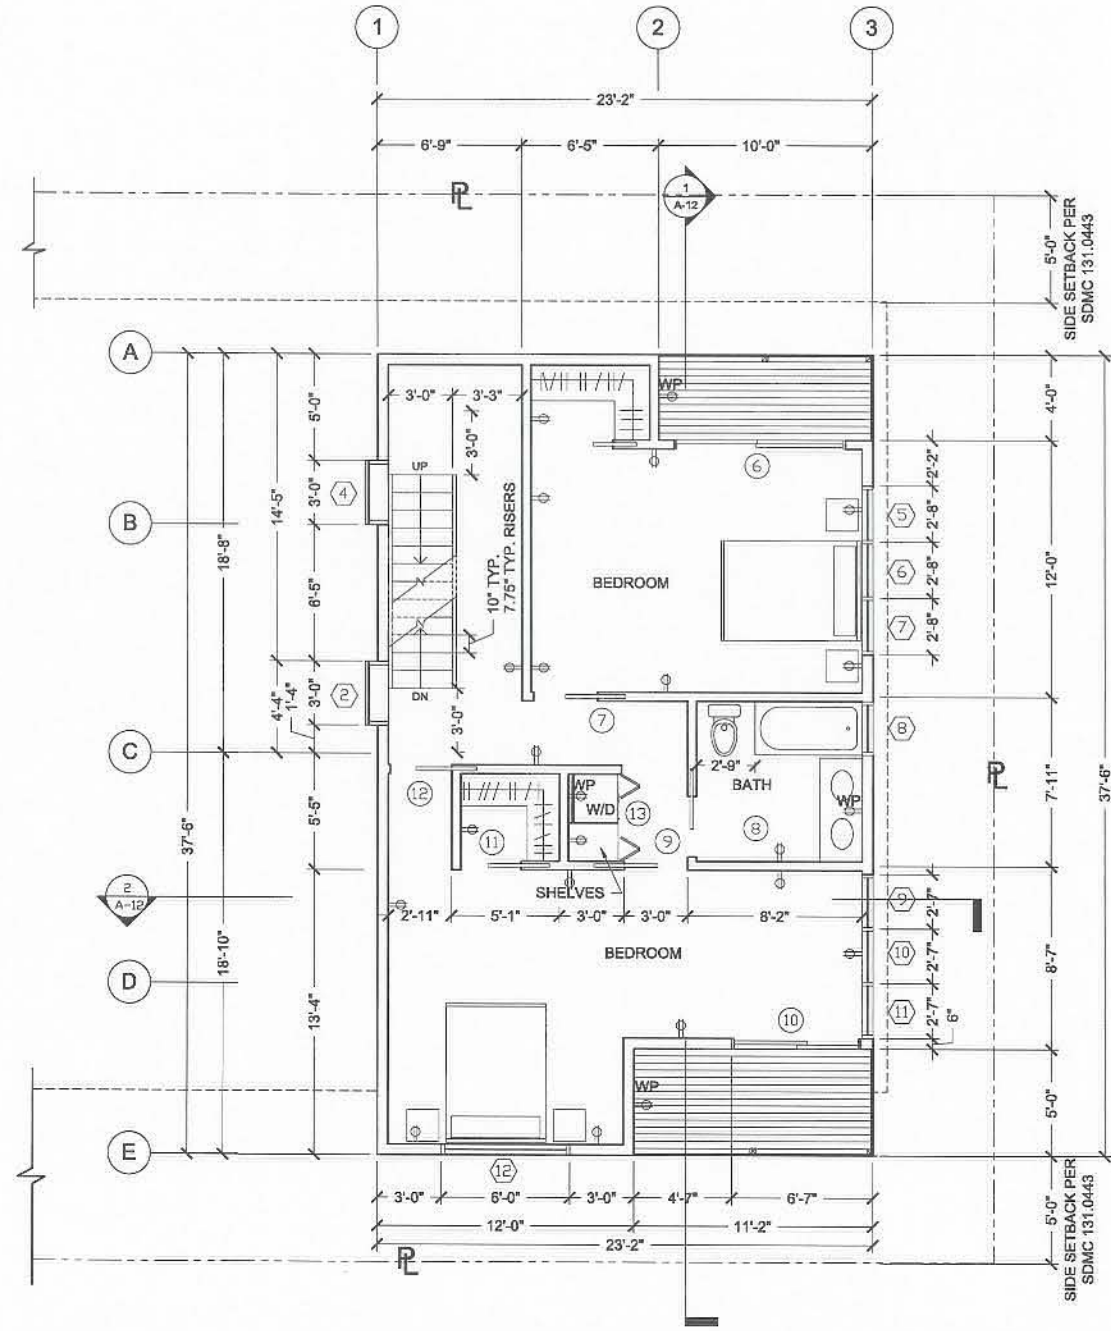 1
2
3
23'-2"
6'-9"
6'-5"
10'-0"
PL
1
A-12
5'-0"
SIDE SETBACK PER
SDMC 131.0443
A
B
C
D
E
37'-6"
18'-8"
18'-10"
14'-5"
4'-4"
1'-4"
5'-0"
3'-0"
6'-5"
3'-0"
5'-5"
13'-4"
4
2
3'-0"
3'-3"
3'-0"
UP
DN
3'-0"
10" TYP.
7.75" TYP. RISERS
WP
6
BEDROOM
5
6
7
2'-2"
2'-8"
2'-8"
2'-8"
4'-0"
12'-0"
7'-11"
8'-7"
5'-0"
37'-6"
PL
7
8
2'-9"
BATH
WP
8
12
11
WP
W/D
13
9
SHELVES
2
A-12
2'-11"
5'-1"
3'-0"
3'-0"
8'-2"
BEDROOM
9
10
11
2'-7"
2'-7"
2'-7"
6"
10
WP
12
3'-0"
6'-0"
3'-0"
4'-7"
6'-7"
12'-0"
11'-2"
23'-2"
PL
5'-0"
SIDE SETBACK PER
SDMC 131.0443